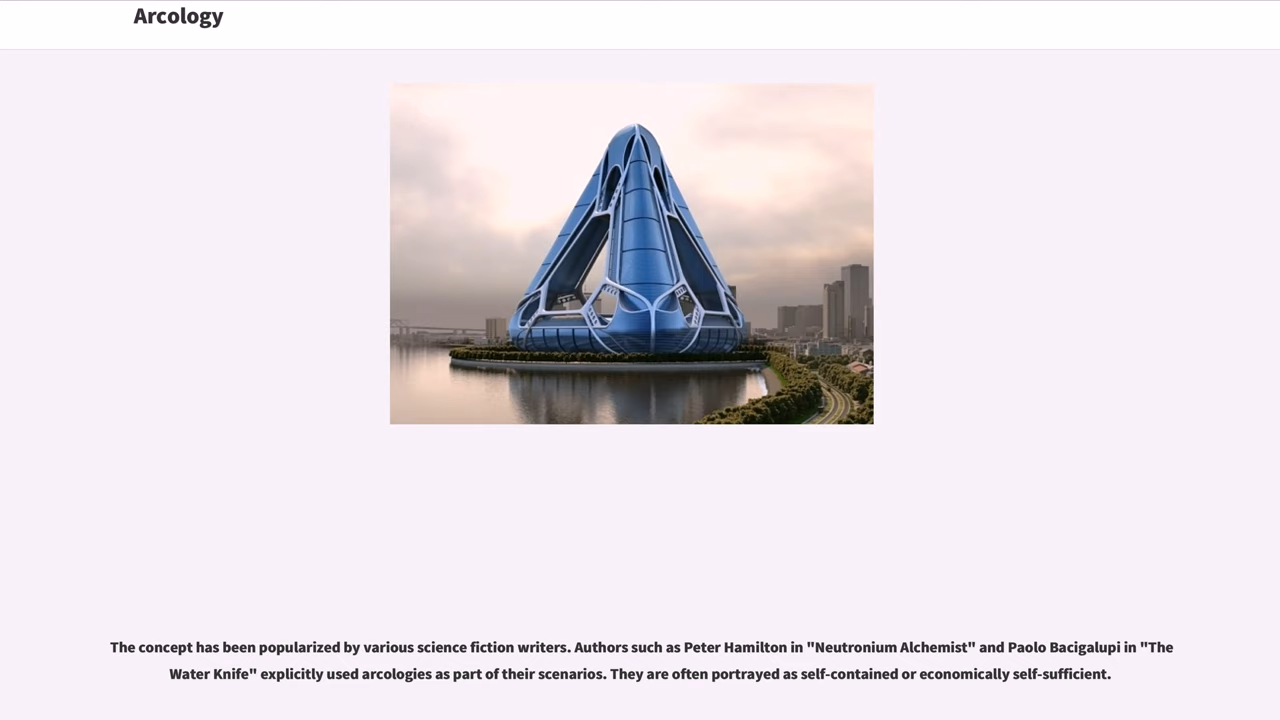 Arcology
The concept has been popularized by various science fiction writers. Authors such as Peter Hamilton in "Neutronium Alchemist" and Paolo Bacigalupi in "The
Water Knife" explicitly used arcologies as part of their scenarios. They are often portrayed as self-contained or economically self-sufficient.